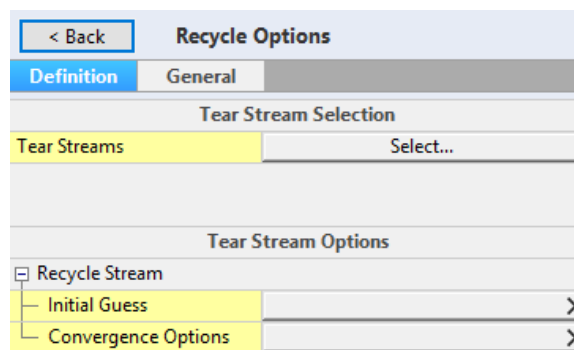 < Back Recycle Options
Definition General
Tear Stream Selection
Tear Streams Select...
Tear Stream Options
Recycle Stream
Initial Guess
Convergence Options